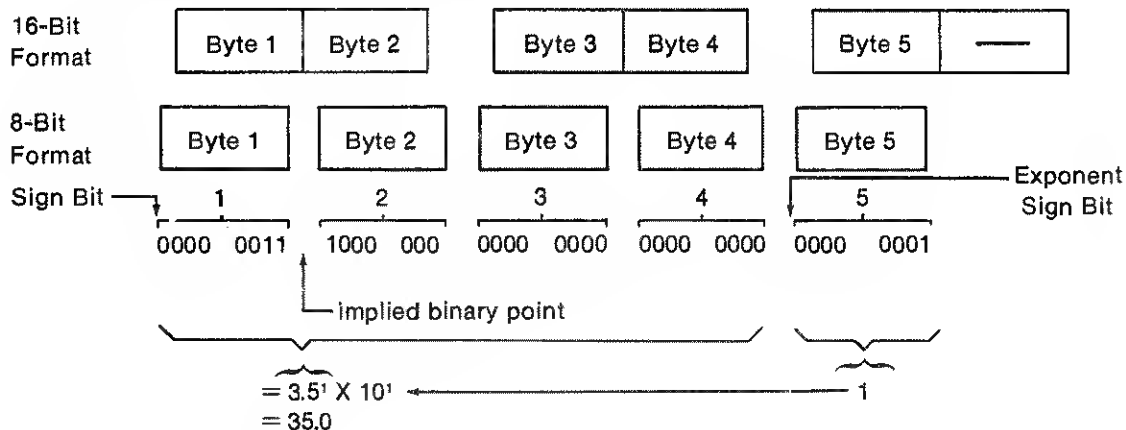 16-Bit Format
Byte 1 Byte 2 Byte 3 Byte 4 Byte 5 —
8-Bit Format
Byte 1 Byte 2 Byte 3 Byte 4 Byte 5
Sign Bit 1 2 3 4 5 Exponent Sign Bit
0000 0011 1000 000 0000 0000 0000 0000 0000 0001
implied binary point
= 3.5¹ X 10¹ 1
= 35.0